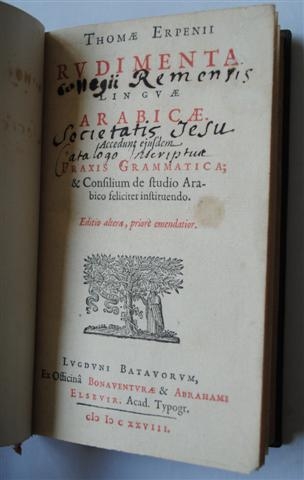 THOMÆ ERPENII
RVDIMENTA
Collegii Remensis
LINGVÆ
ARABICÆ.
Societatis Jesu
Accedunt ejusdem
Catalogo inscriptus
PRAXIS GRAMMATICA;
& Consilium de studio Ara-
bico feliciter instituendo.
Editio altera, priore emendatior.
LVGDVNI BATAVORVM,
Ex Officinâ BONAVENTVRÆ & ABRAHAMI
ELSEVIR. Acad. Typogr.
cIɔ Iɔ C XXVIII.